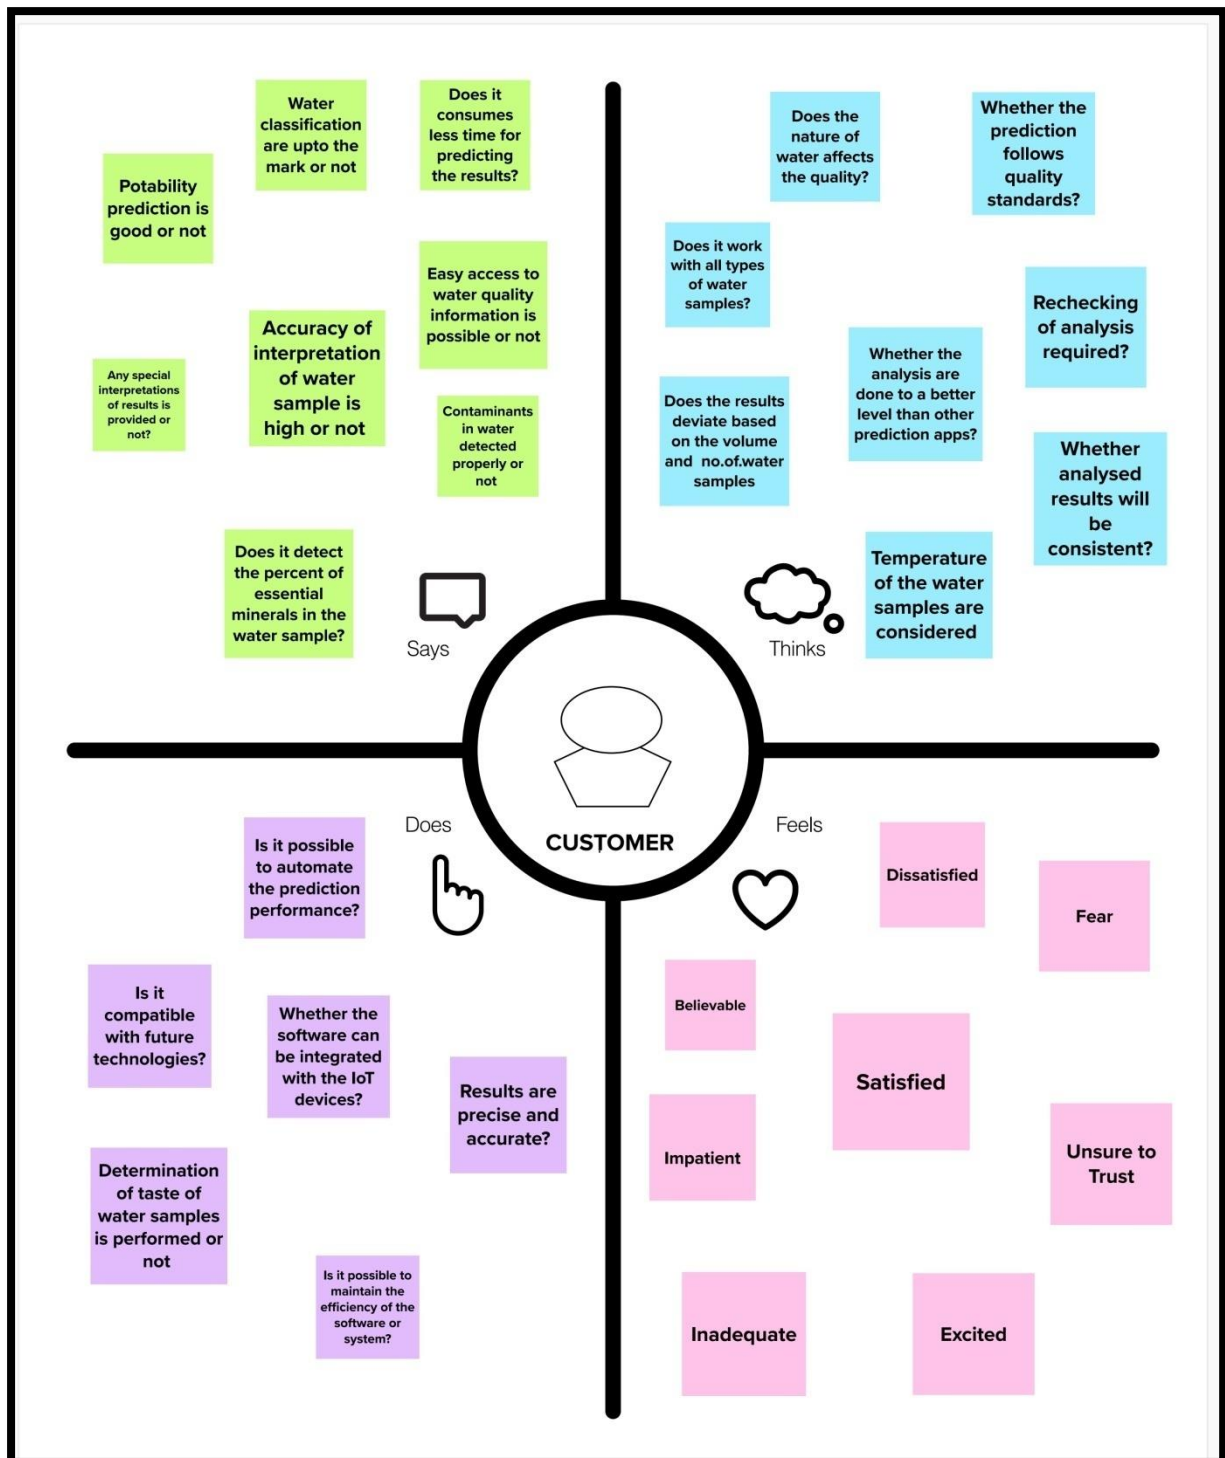 Water
classification
are upto the
mark or not
Does it
consumes
less time for
predicting
the results?
Potability
prediction is
good or not
Easy access to
water quality
information is
possible or not
Accuracy of
interpretation
of water
sample is
high or not
Any special
interpretations
of results is
provided or
not?
Contaminants
in water
detected
properly or
not
Does it detect
the percent of
essential
minerals in the
water sample?
Says
Does the
nature of
water affects
the quality?
Whether the
prediction
follows
quality
standards?
Does it work
with all types
of water
samples?
Rechecking
of analysis
required?
Whether the
analysis are
done to a better
level than other
prediction apps?
Does the results
deviate based
on the volume
and no.of.water
samples
Whether
analysed
results will
be
consistent?
Temperature
of the water
samples are
considered
Thinks
CUSTOMER
Does
Is it possible
to automate
the prediction
performance?
Is it
compatible
with future
technologies?
Whether the
software can
be integrated
with the IoT
devices?
Results are
precise and
accurate?
Determination
of taste of
water samples
is performed or
not
Is it possible to
maintain the
efficiency of the
software or
system?
Feels
Dissatisfied
Fear
Believable
Satisfied
Impatient
Unsure to
Trust
Inadequate
Excited